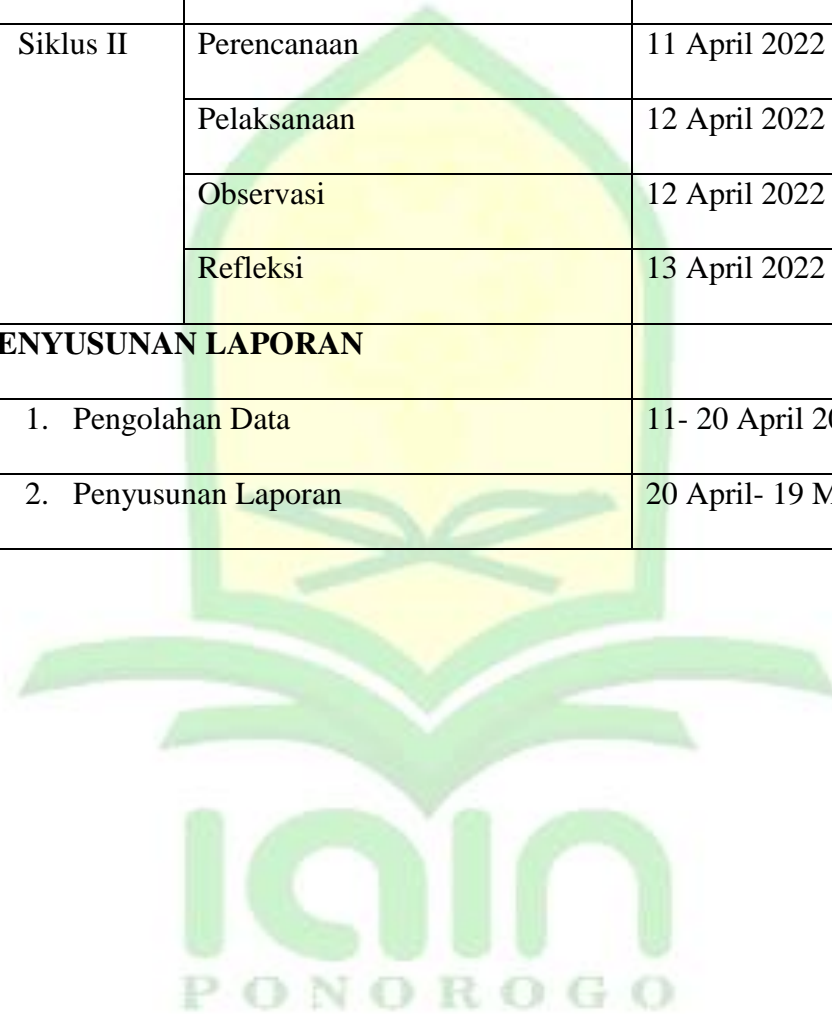 Siklus II Perencanaan 11 April 2022
Pelaksanaan 12 April 2022
Observasi 12 April 2022
Refleksi 13 April 2022
ENYUSUNAN LAPORAN
1. Pengolahan Data 11- 20 April
2. Penyusunan Laporan 20 April- 19
iain
PONOROGO